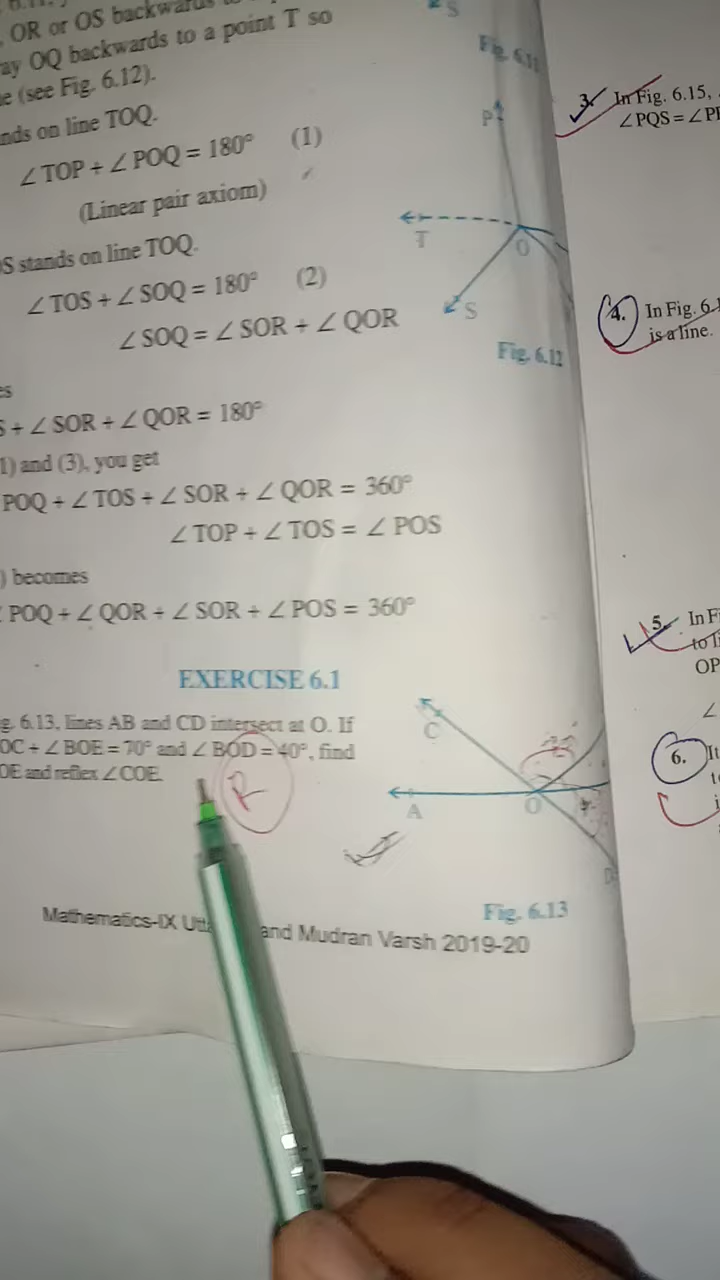 OR or OS backwards
ay OQ backwards to a point T so
e (see Fig. 6.12).
nds on line TOQ.
∠ TOP + ∠ POQ = 180° (1)
(Linear pair axiom)
S stands on line TOQ.
∠ TOS + ∠ SOQ = 180° (2)
∠ SOQ = ∠ SOR + ∠ QOR
es
S + ∠ SOR + ∠ QOR = 180°
1) and (3), you get
POQ + ∠ TOS + ∠ SOR + ∠ QOR = 360°
∠ TOP + ∠ TOS = ∠ POS
) becomes
∠ POQ + ∠ QOR + ∠ SOR + ∠ POS = 360°
S
Fig. 6.11
P
T
O
S
Fig. 6.12
EXERCISE 6.1
g. 6.13, lines AB and CD intersect at O. If
OC + ∠ BOE = 70° and ∠ BOD = 40°, find
OE and reflex ∠ COE.
R
C
A
O
D
Fig. 6.13
Mathematics-IX and Mudran Varsh 2019-20
3. In Fig. 6.15,
∠ PQS = ∠
4. In Fig. 6.
is a line.
5. In F
to li
OP
∠
6. It